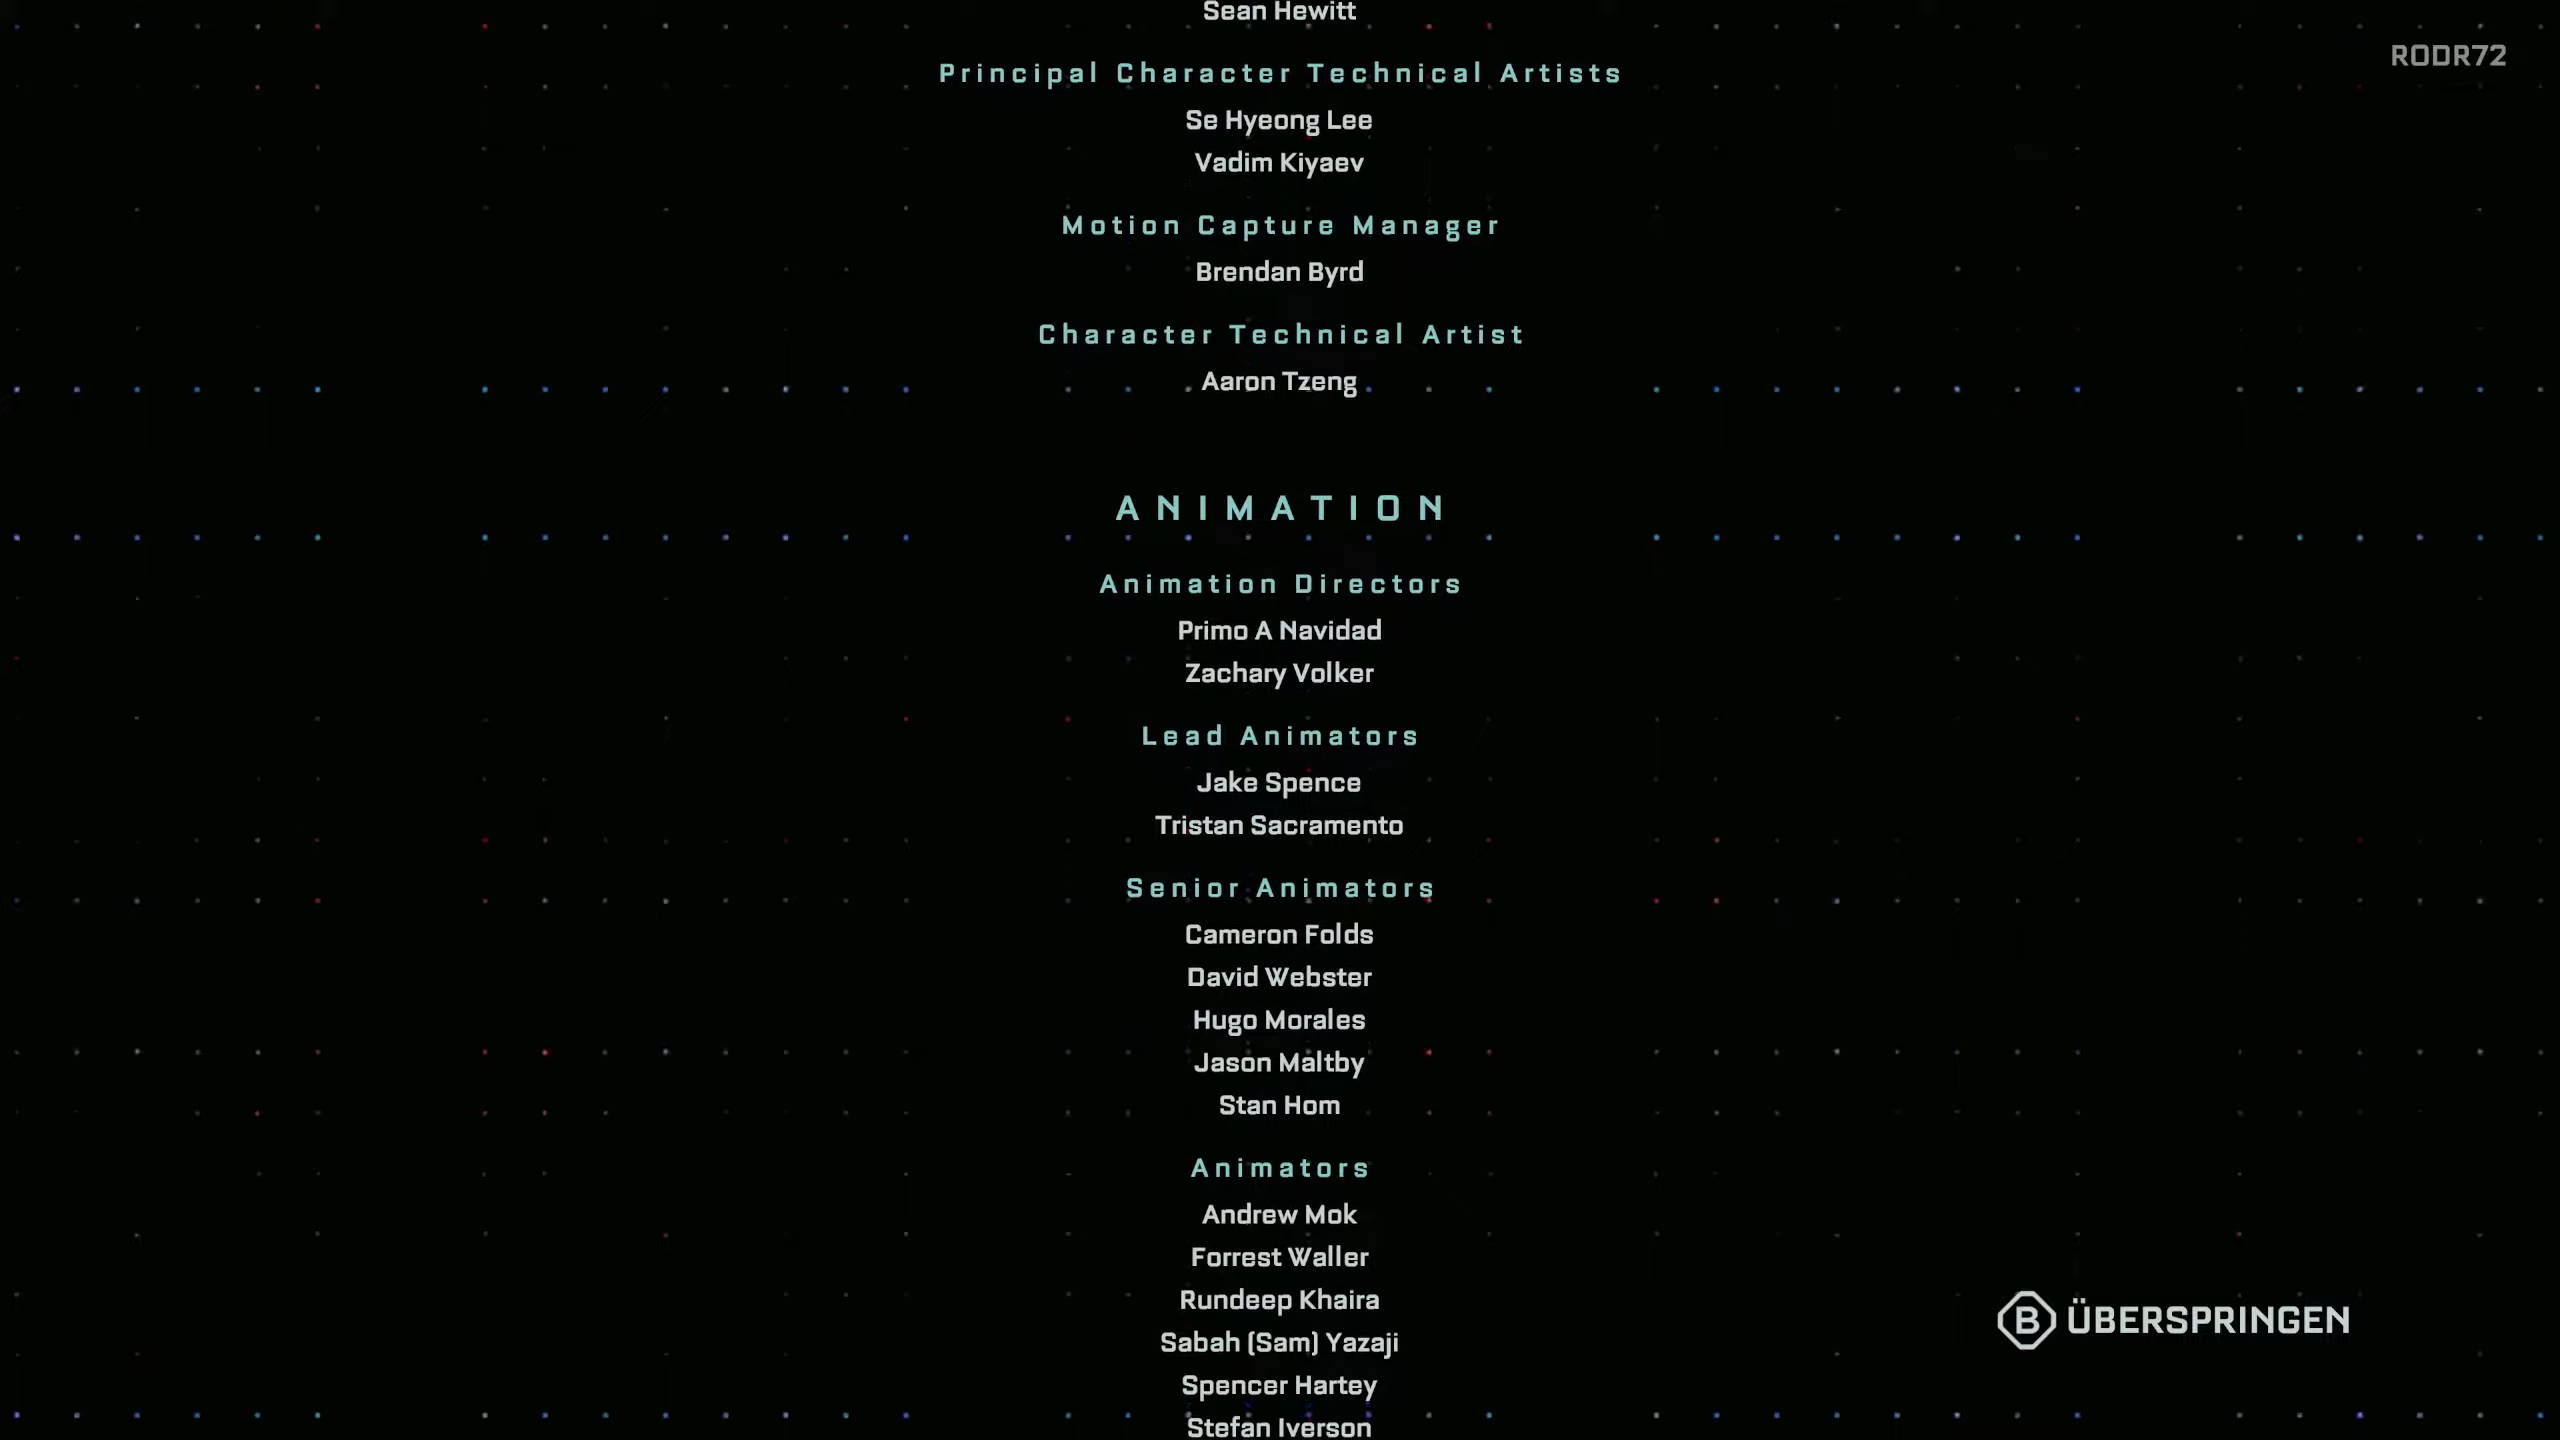 Sean Hewitt
RODR72
Principal Character Technical Artists
Se Hyeong Lee
Vadim Kiyaev
Motion Capture Manager
Brendan Byrd
Character Technical Artist
Aaron Tzeng
ANIMATION
Animation Directors
Primo A Navidad
Zachary Volker
Lead Animators
Jake Spence
Tristan Sacramento
Senior Animators
Cameron Folds
David Webster
Hugo Morales
Jason Maltby
Stan Hom
Animators
Andrew Mok
Forrest Waller
Rundeep Khaira
B ÜBERSPRINGEN
Sabah (Sam) Yazaji
Spencer Hartey
Stefan Iverson